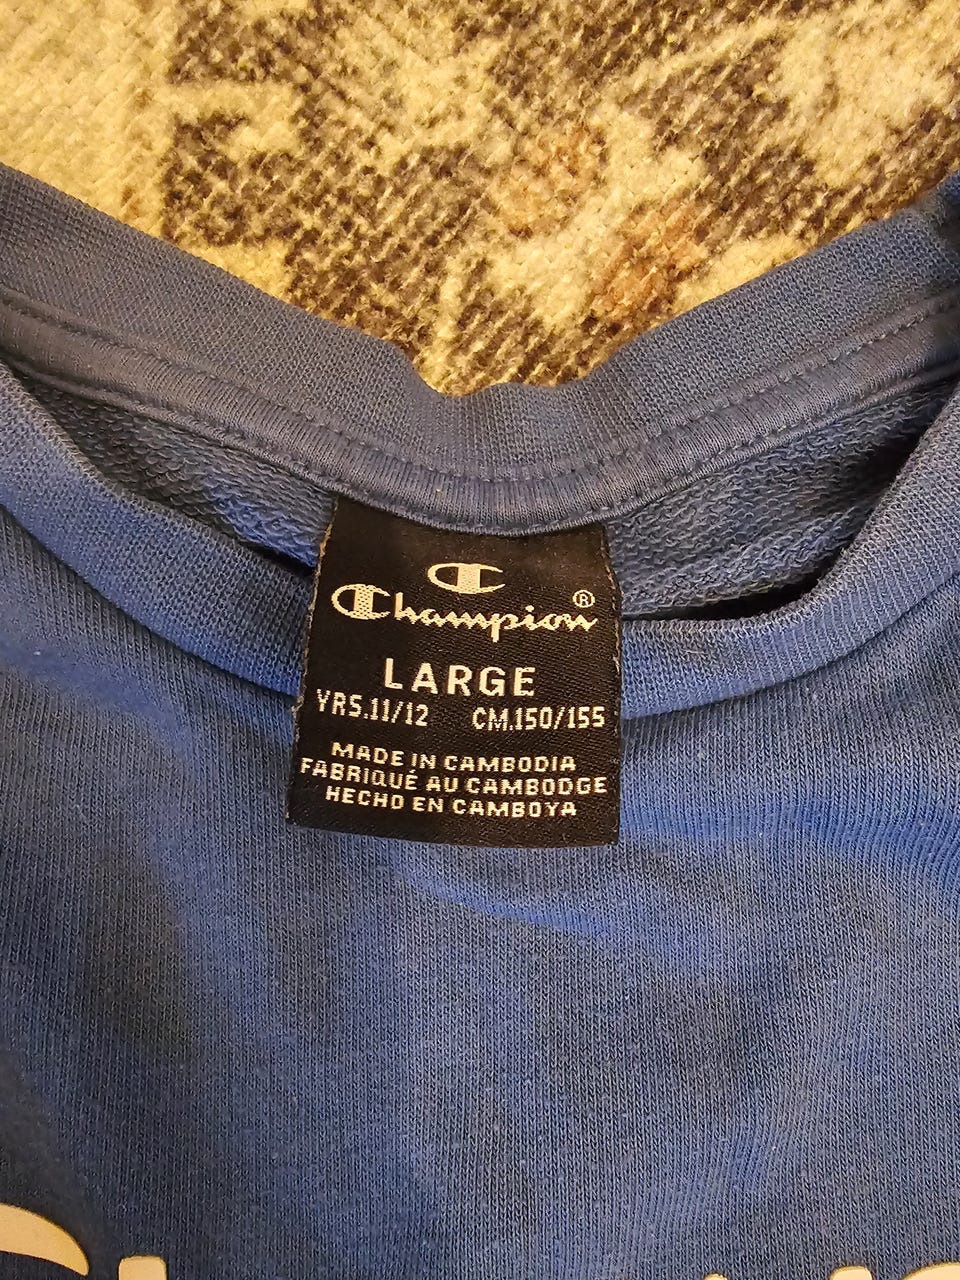 Champion®
LARGE
YRS.11/12 CM.150/155
MADE IN CAMBODIA
FABRIQUÉ AU CAMBODGE
HECHO EN CAMBOYA